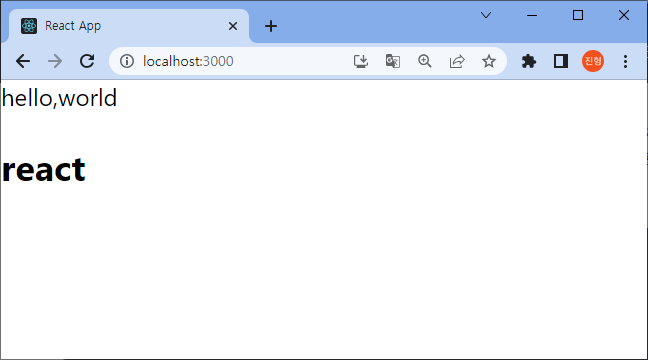 React App
localhost:3000
진형
hello,world
react